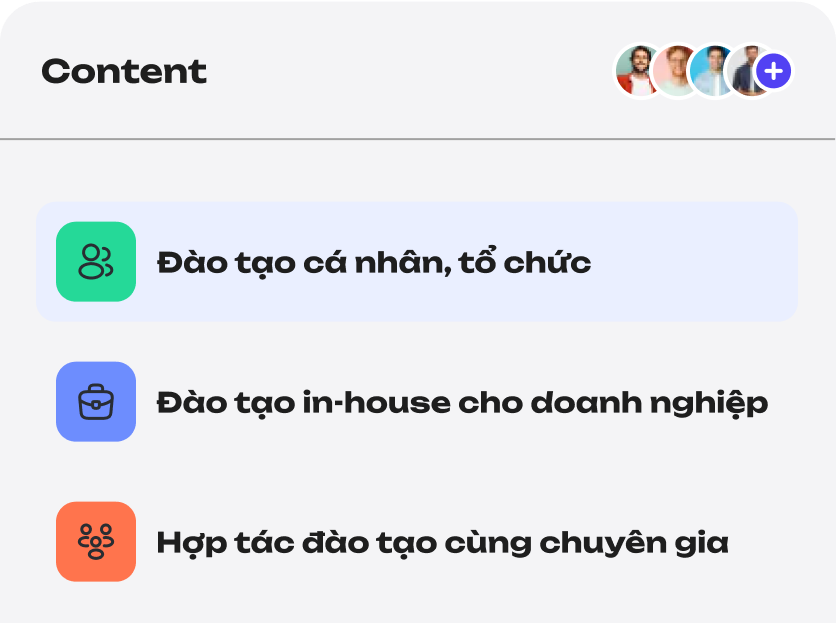 Content
Đào tạo cá nhân, tổ chức
Đào tạo in-house cho doanh nghiệp
Hợp tác đào tạo cùng chuyên gia